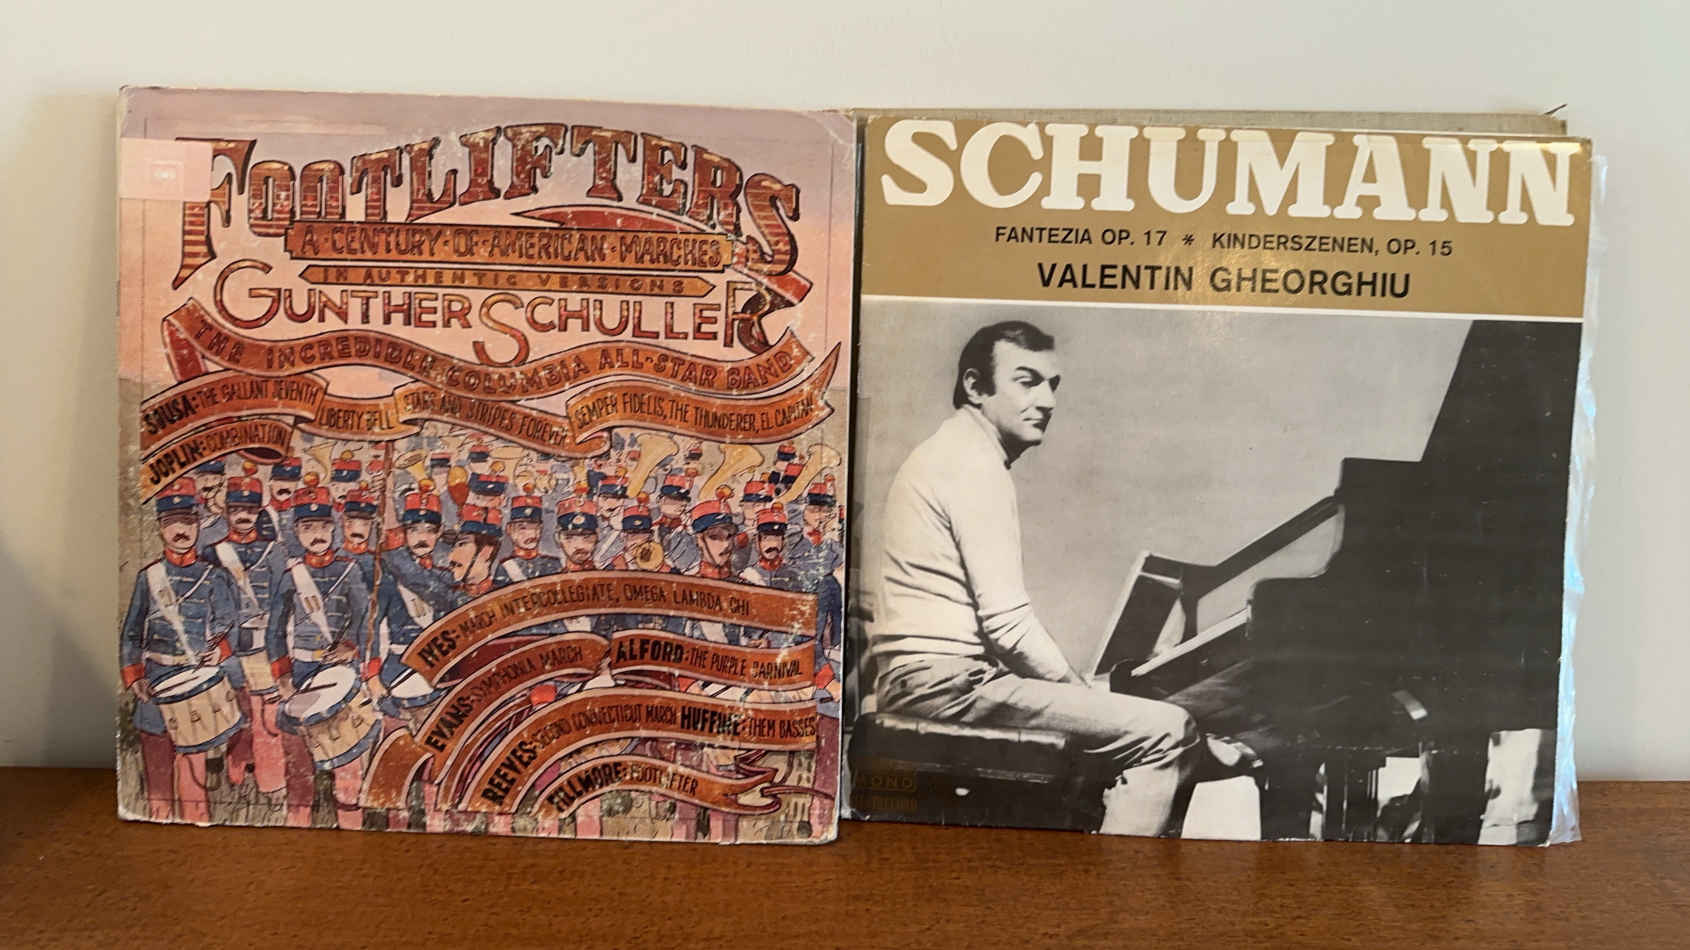 FOOTLIFTERS
A·CENTURY·OF·AMERICAN·MARCHES
IN AUTHENTIC VERSIONS
GUNTHER SCHULLER
THE INCREDIBLE COLUMBIA ALL-STAR BAND
SOUSA: THE GALLANT SEVENTH
LIBERTY BELL
STARS AND STRIPES FOREVER
SEMPER FIDELIS, THE THUNDERER, EL CAPITAN
JOPLIN: COMBINATION
IVES: MARCH INTERCOLLEGIATE, OMEGA LAMBDA CHI
EVANS: SYMPHONIA MARCH
ALFORD: THE PURPLE CARNIVAL
REEVES: SECOND CONNECTICUT MARCH HUFFINE: THEM BASSES
FILLMORE: FOOTLIFTER
SCHUMANN
FANTEZIA OP. 17 * KINDERSZENEN, OP. 15
VALENTIN GHEORGHIU
MONO